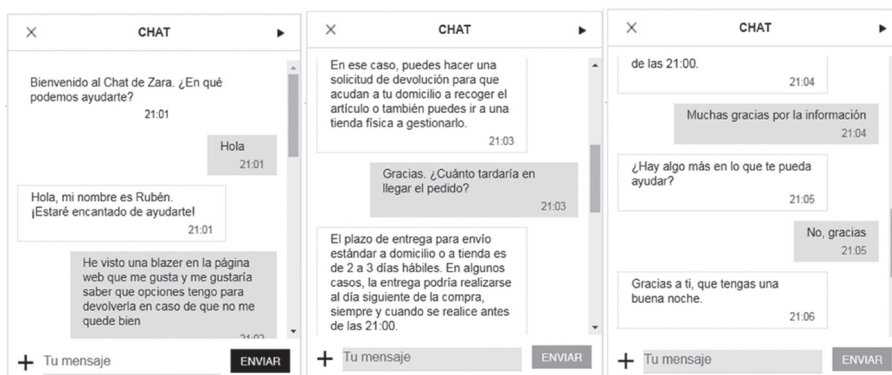 CHAT
Bienvenido al Chat de Zara. ¿En qué
podemos ayudarte?
21:01
Hola
21:01
Hola, mi nombre es Rubén.
¡Estaré encantado de ayudarte!
21:01
He visto una blazer en la página
web que me gusta y me gustaría
saber que opciones tengo para
devolverla en caso de que no me
quede bien
21:02
Tu mensaje
ENVIAR
CHAT
En ese caso, puedes hacer una
solicitud de devolución para que
acudan a tu domicilio a recoger el
artículo o también puedes ir a una
tienda física a gestionarlo.
21:03
Gracias. ¿Cuánto tardaría en
llegar el pedido?
21:03
El plazo de entrega para envío
estándar a domicilio o a tienda es
de 2 a 3 días hábiles. En algunos
casos, la entrega podría realizarse
al día siguiente de la compra,
siempre y cuando se realice antes
de las 21:00.
Tu mensaje
ENVIAR
CHAT
de las 21:00.
21:04
Muchas gracias por la información
21:04
¿Hay algo más en lo que te pueda
ayudar?
21:05
No, gracias
21:05
Gracias a ti, que tengas una
buena noche.
21:06
Tu mensaje
ENVIAR